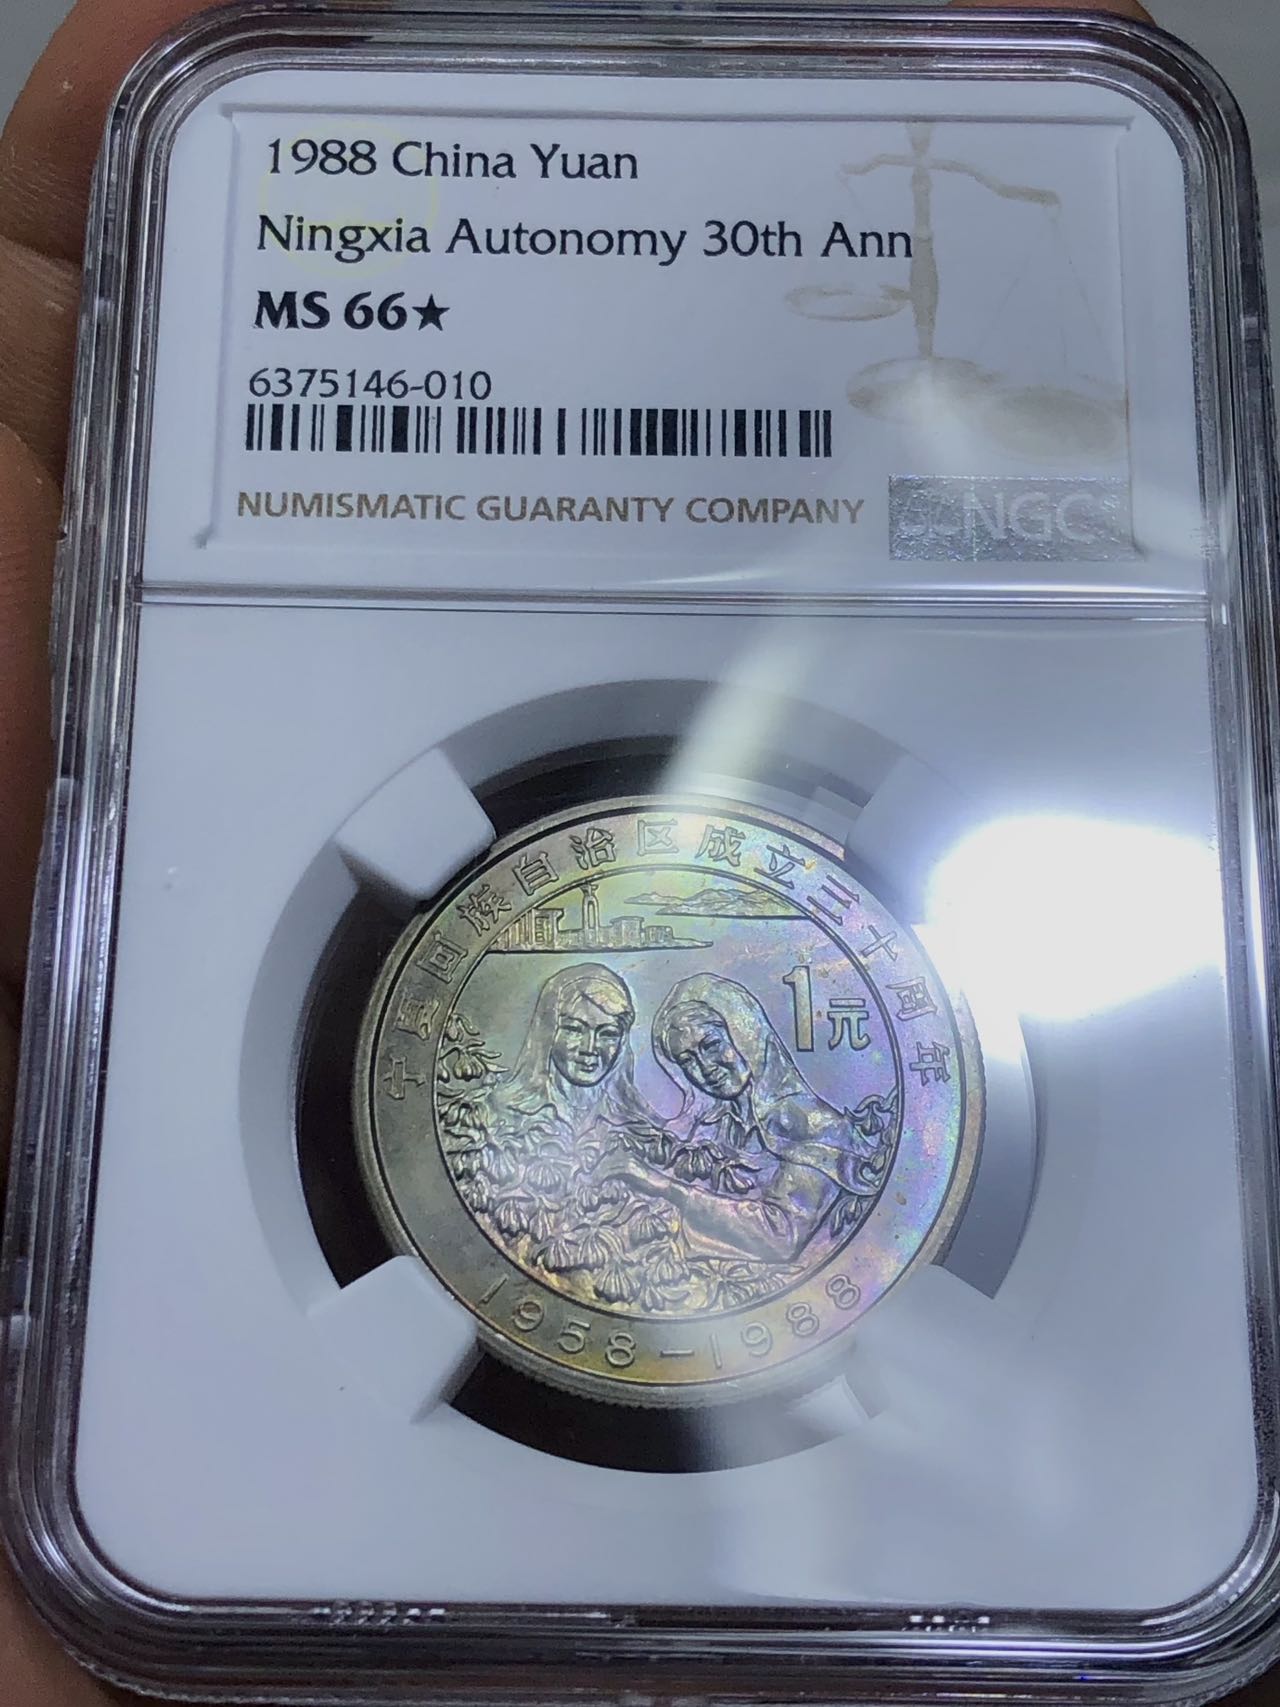 1988 China Yuan
Ningxia Autonomy 30th Ann
MS 66★
6375146-010
NUMISMATIC GUARANTY COMPANY
NGC
宁夏回族自治区成立三十周年
1元
1958-1988